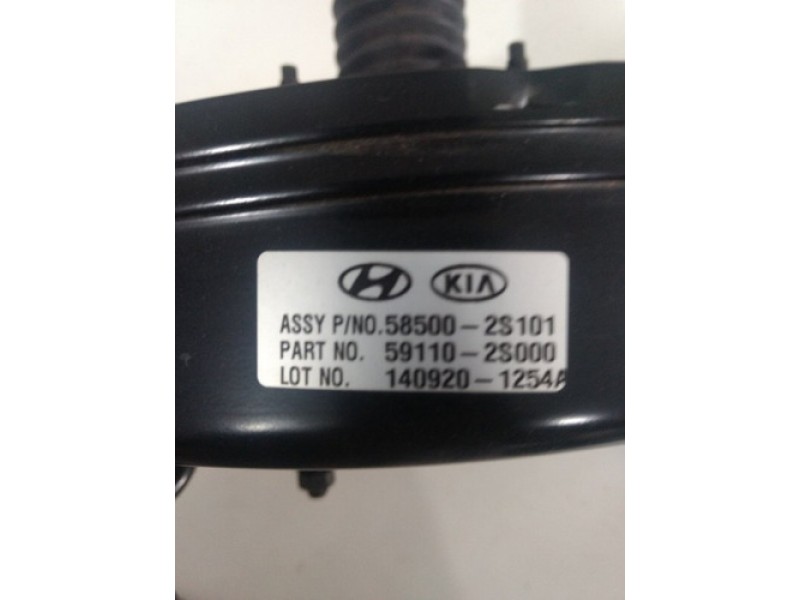 KIA
ASSY P/NO.58500-2S101
PART NO. 59110-2S000
LOT NO. 140920-1254A